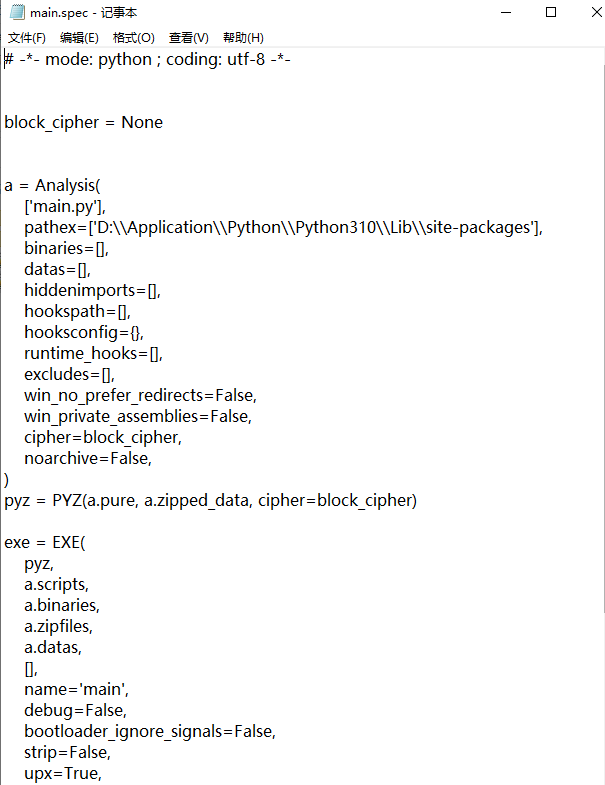 main.spec - 记事本
文件(F) 编辑(E) 格式(O) 查看(V) 帮助(H)
# -*- mode: python ; coding: utf-8 -*-
block_cipher = None
a = Analysis(
    ['main.py'],
    pathex=['D:\\Application\\Python\\Python310\\Lib\\site-packages'],
    binaries=[],
    datas=[],
    hiddenimports=[],
    hookspath=[],
    hooksconfig={},
    runtime_hooks=[],
    excludes=[],
    win_no_prefer_redirects=False,
    win_private_assemblies=False,
    cipher=block_cipher,
    noarchive=False,
)
pyz = PYZ(a.pure, a.zipped_data, cipher=block_cipher)
exe = EXE(
    pyz,
    a.scripts,
    a.binaries,
    a.zipfiles,
    a.datas,
    [],
    name='main',
    debug=False,
    bootloader_ignore_signals=False,
    strip=False,
    upx=True,